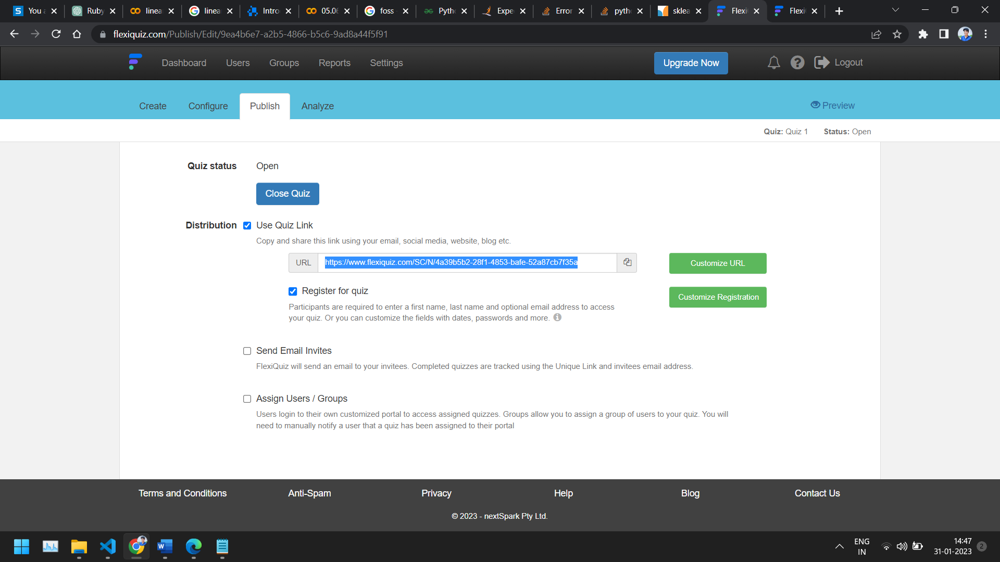 You a
Ruby
linear
linear
Intro
05.06
foss
Pyth
Expe
Error
pyth
sklea
Flexi
Flexi
flexiquiz.com/Publish/Edit/9ea4b6e7-a2b5-4866-b5c6-9ad8a44f5f91
Dashboard Users Groups Reports Settings Upgrade Now Logout
Create Configure Publish Analyze Preview
Quiz: Quiz 1 Status: Open
Quiz status Open
Close Quiz
Distribution Use Quiz Link
Copy and share this link using your email, social media, website, blog etc.
URL https://www.flexiquiz.com/SC/N/4a39b5b2-28f1-4853-bafe-52a87cb7f35a Customize URL
Register for quiz
Customize Registration
Participants are required to enter a first name, last name and optional email address to access
your quiz. Or you can customize the fields with dates, passwords and more.
Send Email Invites
FlexiQuiz will send an email to your invitees. Completed quizzes are tracked using the Unique Link and invitees email address.
Assign Users / Groups
Users login to their own customized portal to access assigned quizzes. Groups allow you to assign a group of users to your quiz. You will
need to manually notify a user that a quiz has been assigned to their portal
Terms and Conditions Anti-Spam Privacy Help Blog Contact Us
© 2023 - nextSpark Pty Ltd.
ENG
IN
14:47
31-01-2023
2